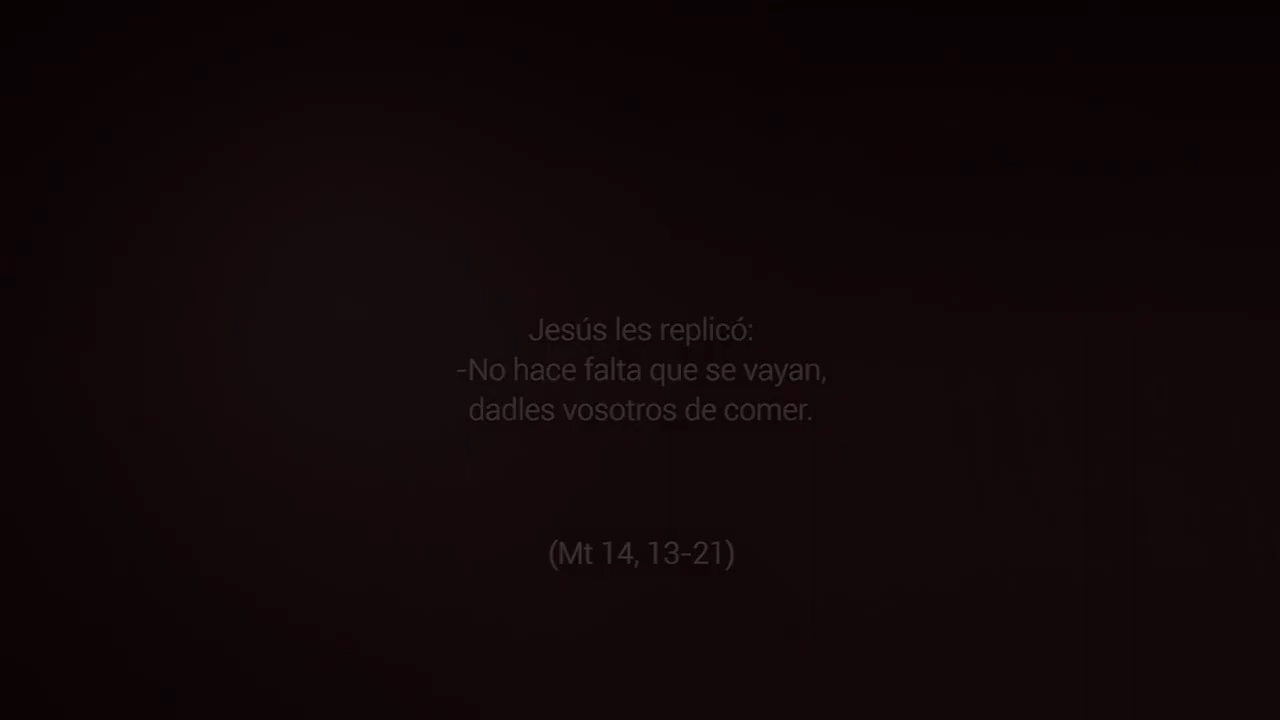 Jesús les replicó:
-No hace falta que se vayan,
dadles vosotros de comer.
(Mt 14, 13-21)